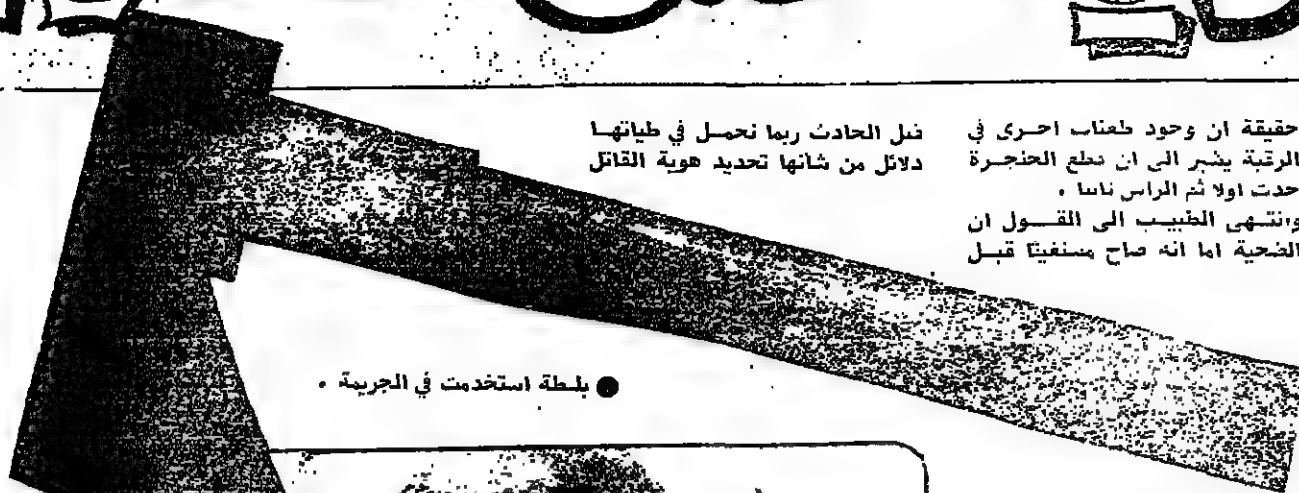 حقيقة ان وجود طعنات اخرى في
الرقبة يشير الى ان قطع الحنجرة
حدث اولا ثم الراس ثانيا .
وانتهى الطبيب الى القول ان
الضحية اما انه صاح مستغيثا قبل
قبل الحادث ربما تحمل في طياتها
دلائل من شانها تحديد هوية القاتل
بلطة استخدمت في الجريمة .